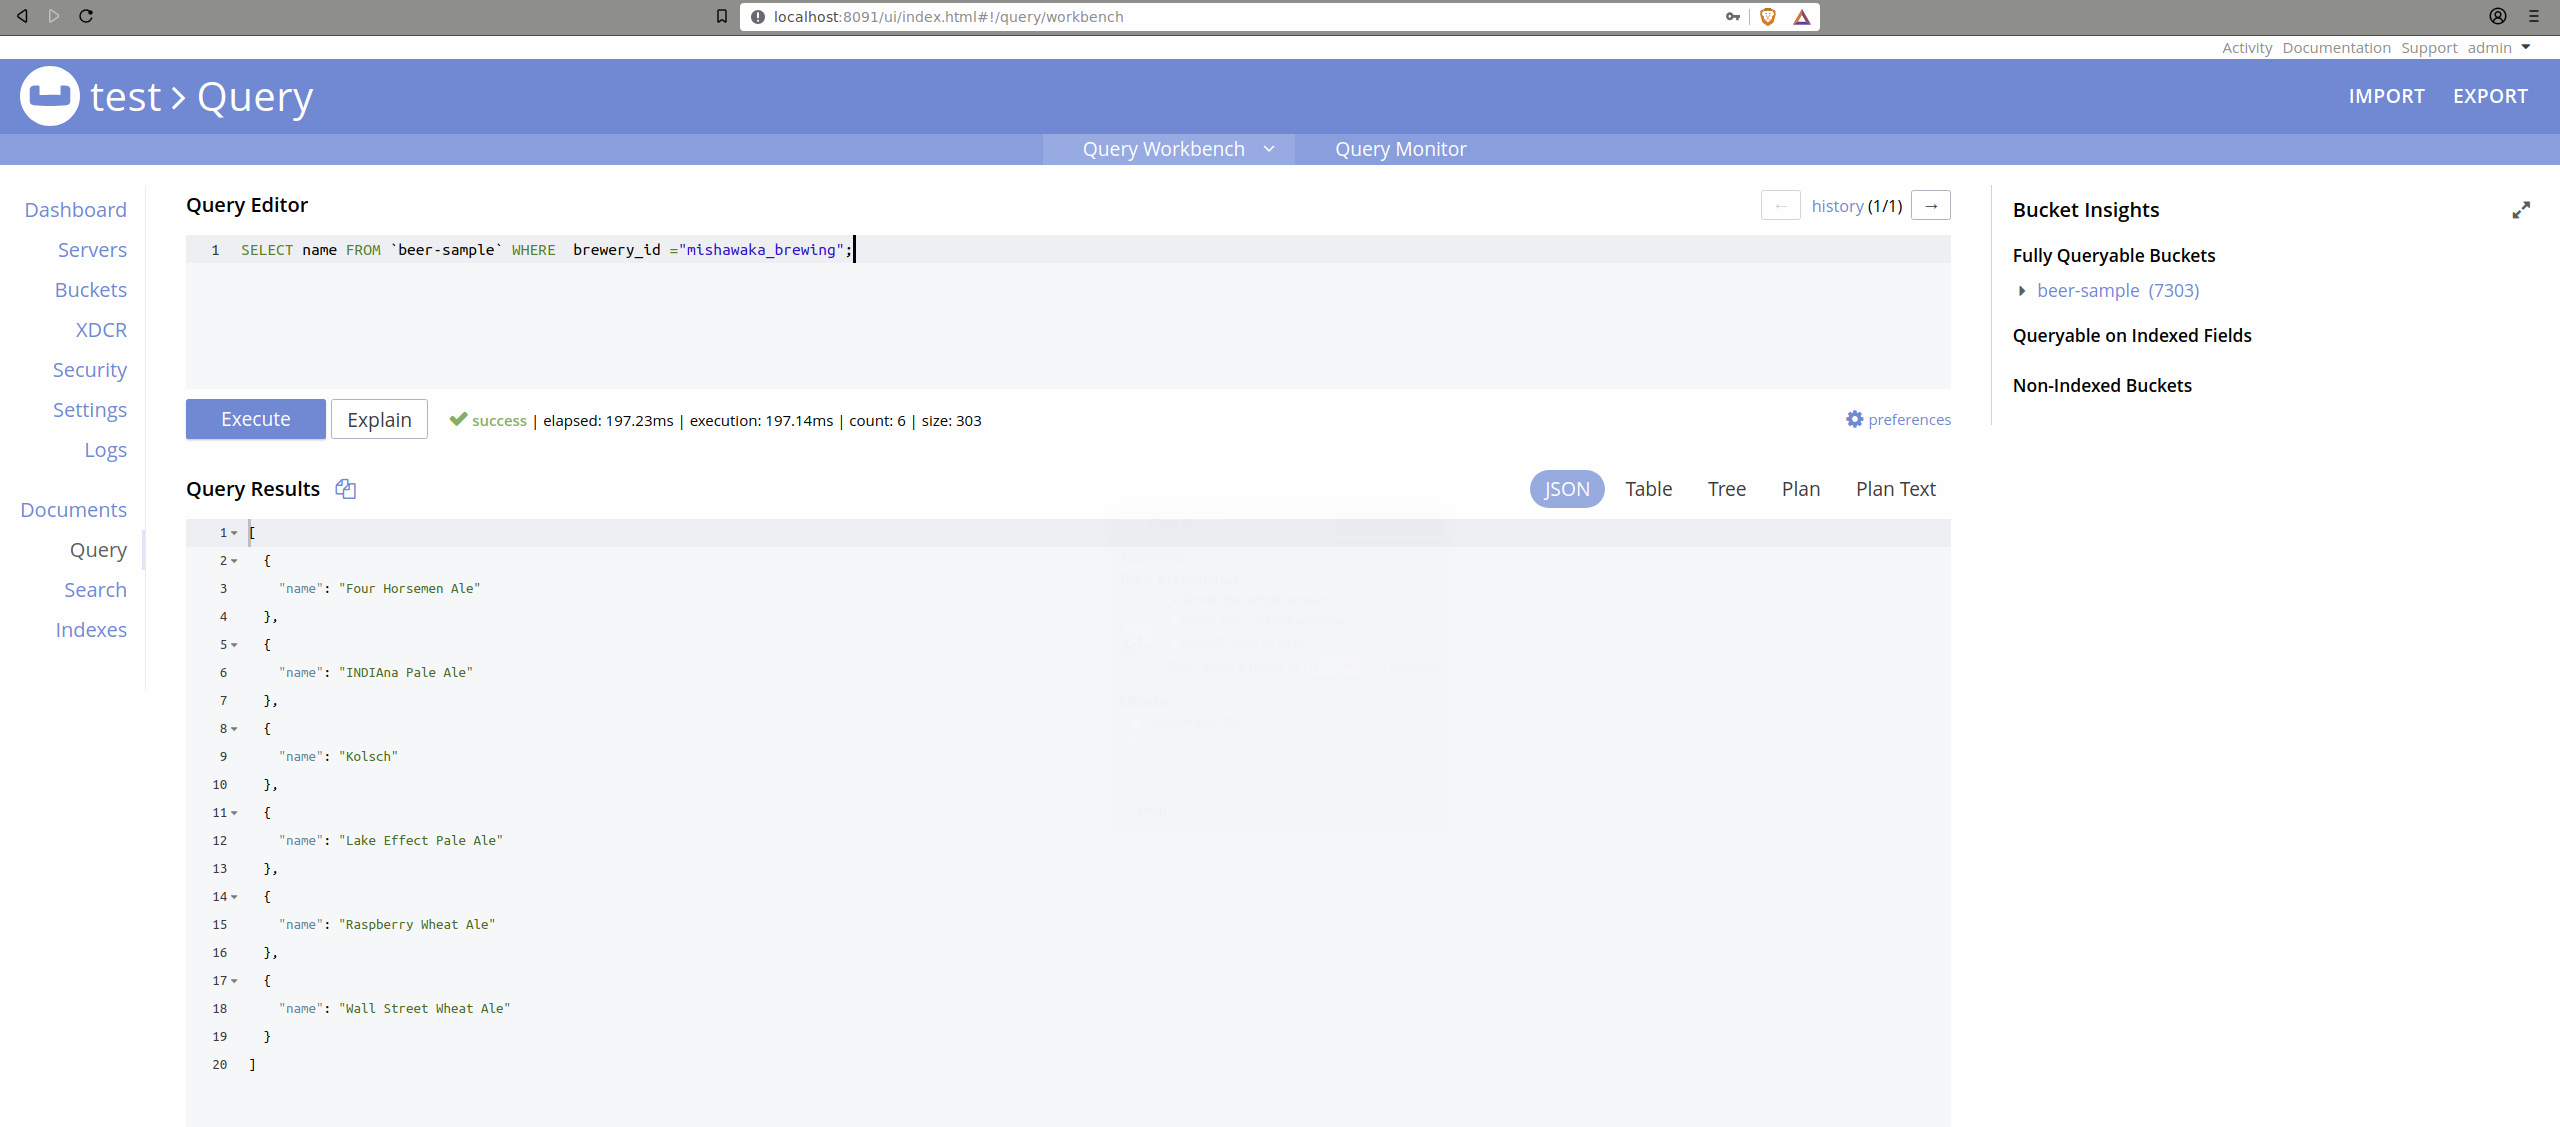 localhost:8091/ui/index.html#!/query/workbench
Activity Documentation Support admin
test > Query
IMPORT EXPORT
Query Workbench Query Monitor
Dashboard
Servers
Buckets
XDCR
Security
Settings
Logs
Documents
Query
Search
Indexes
Query Editor
← history (1/1) →
1 SELECT name FROM `beer-sample` WHERE  brewery_id ="mishawaka_brewing";
Execute Explain success | elapsed: 197.23ms | execution: 197.14ms | count: 6 | size: 303
preferences
Query Results
JSON Table Tree Plan Plan Text
1 [
2   {
3     "name": "Four Horsemen Ale"
4   },
5   {
6     "name": "INDIAna Pale Ale"
7   },
8   {
9     "name": "Kolsch"
10   },
11   {
12     "name": "Lake Effect Pale Ale"
13   },
14   {
15     "name": "Raspberry Wheat Ale"
16   },
17   {
18     "name": "Wall Street Wheat Ale"
19   }
20 ]
Bucket Insights
Fully Queryable Buckets
beer-sample (7303)
Queryable on Indexed Fields
Non-Indexed Buckets